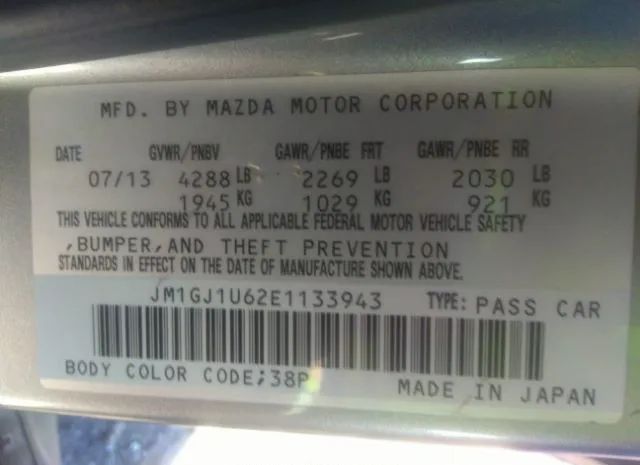 MFD. BY MAZDA MOTOR CORPORATION
DATE GVWR/PNBV GAWR/PNBE FRT GAWR/PNBE RR
07/13 4288 LB 2269 LB 2030 LB
1945 KG 1029 KG 921 KG
THIS VEHICLE CONFORMS TO ALL APPLICABLE FEDERAL MOTOR VEHICLE SAFETY
,BUMPER,AND THEFT PREVENTION
STANDARDS IN EFFECT ON THE DATE OF MANUFACTURE SHOWN ABOVE.
JM1GJ1U62E1133943 TYPE: PASS CAR
BODY COLOR CODE;38P MADE IN JAPAN